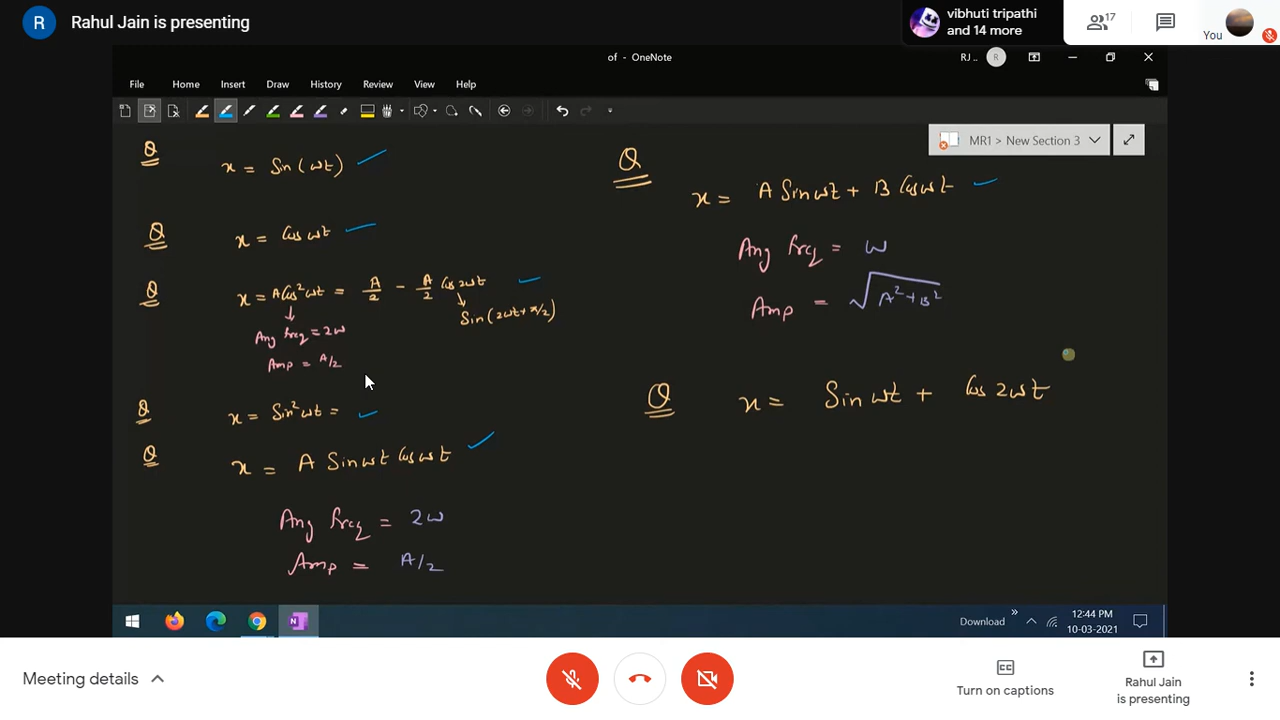 R Rahul Jain is presenting
vibhuti tripathi
and 14 more
17
You
of - OneNote
RJ ..
R
File Home Insert Draw History Review View Help
MR1 > New Section 3
Q x = Sin(ωt)
Q x = Cos ωt
Q x = A Cos² ωt = A/2 - A/2 Cos 2ωt
Sin(2ωt + π/2)
Ang freq = 2ω
Amp = A/2
Q x = Sin² ωt =
Q x = A Sin ωt Cos ωt
Ang freq = 2ω
Amp = A/2
Q
x = A Sin ωt + B Cos ωt
Ang freq = ω
Amp = √(A² + B²)
Q x = Sin ωt + Cos 2ωt
Download
12:44 PM
10-03-2021
Meeting details
CC
Turn on captions
Rahul Jain
is presenting